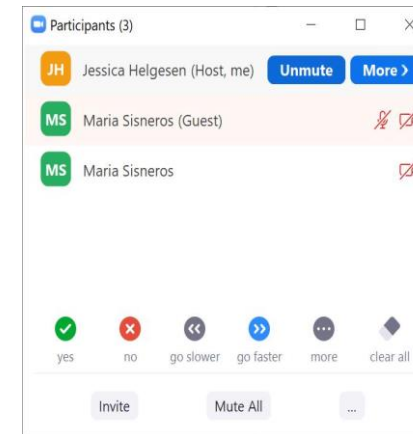 Participants (3)
JH Jessica Helgesen (Host, me) Unmute More >
MS Maria Sisneros (Guest)
MS Maria Sisneros
yes no go slower go faster more clear all
Invite Mute All ...